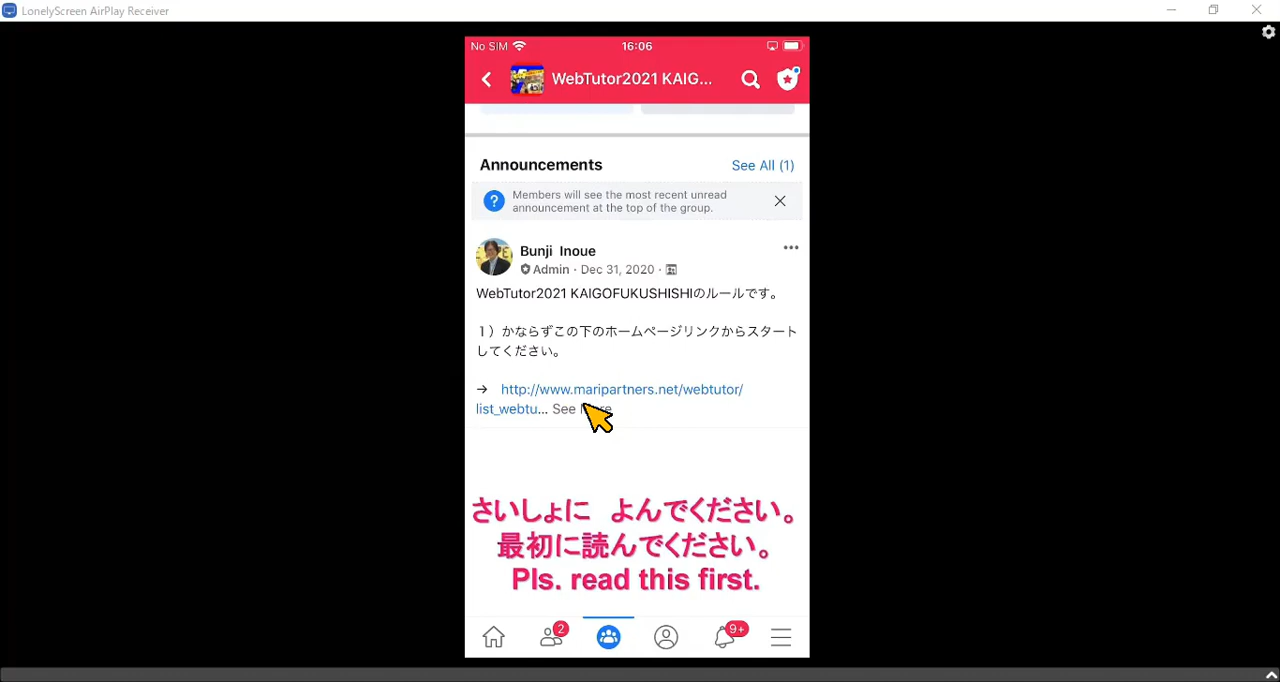 LonelyScreen AirPlay Receiver
No SIM 16:06
WebTutor2021 KAIG...
Announcements
See All (1)
Members will see the most recent unread
announcement at the top of the group.
Bunji Inoue
Admin · Dec 31, 2020 ·
WebTutor2021 KAIGOFUKUSHISHIのルールです。
１）かならずこの下のホームページリンクからスタート
してください。
→ http://www.maripartners.net/webtutor/
list_webtu... See More
さいしょに よんでください。
最初に読んでください。
Pls. read this first.
2
9+